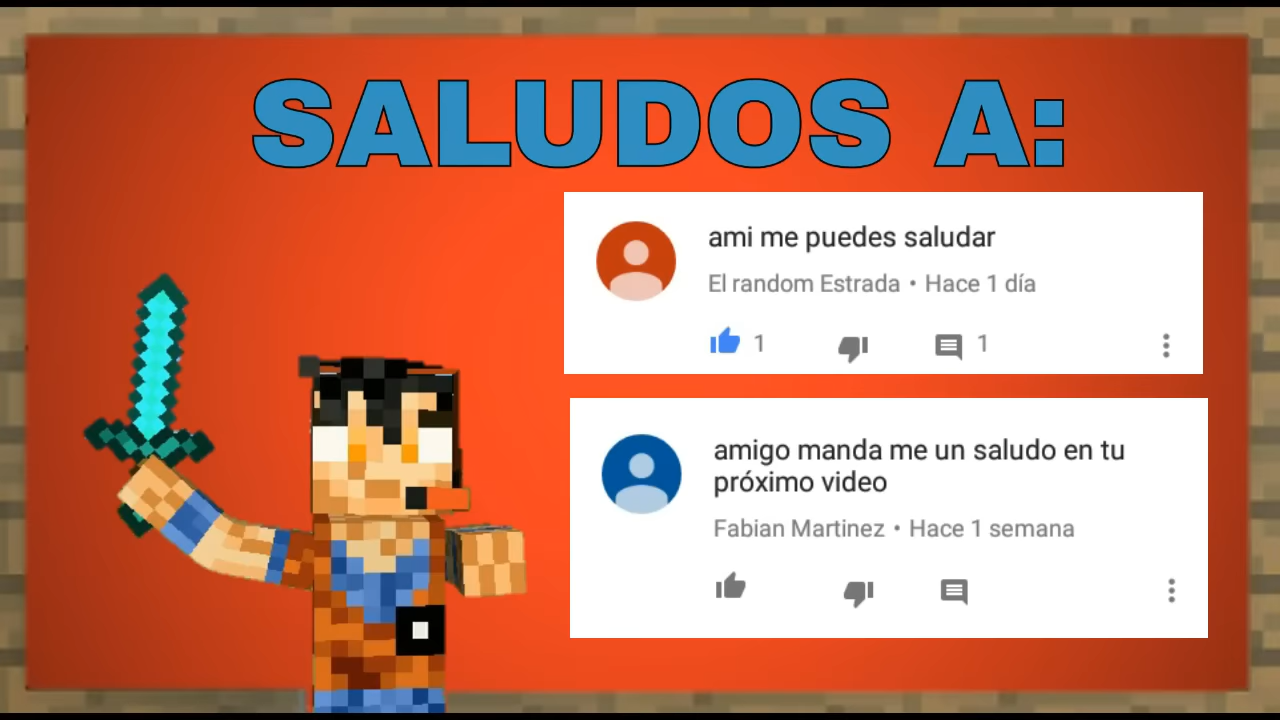 SALUDOS A:
ami me puedes saludar
El random Estrada • Hace 1 día
1 1
amigo manda me un saludo en tu
próximo video
Fabian Martinez • Hace 1 semana